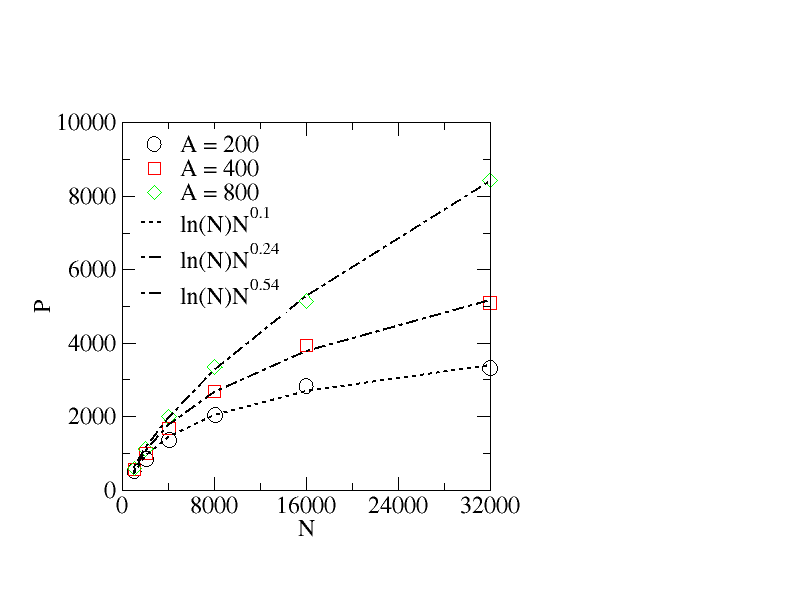 10000
8000
6000
4000
2000
0
P
A = 200
A = 400
A = 800
ln(N)N^0.1
ln(N)N^0.24
ln(N)N^0.54
0 8000 16000 24000 32000
N